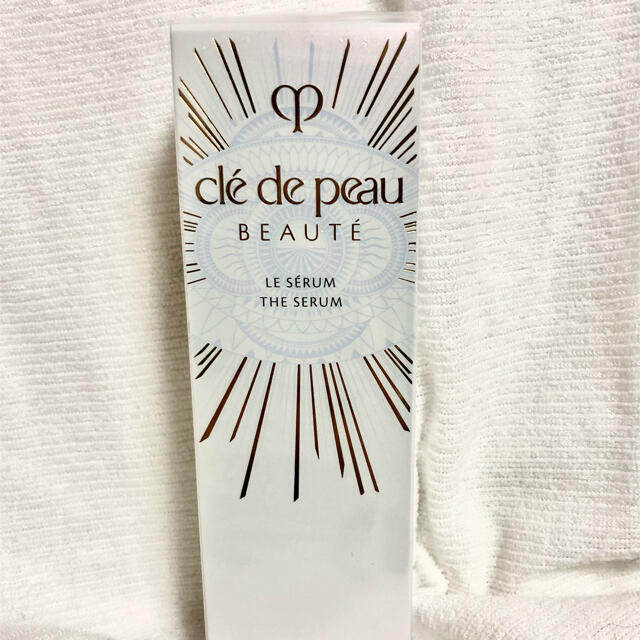 clé de peau
BEAUTÉ
LE SÉRUM
THE SERUM